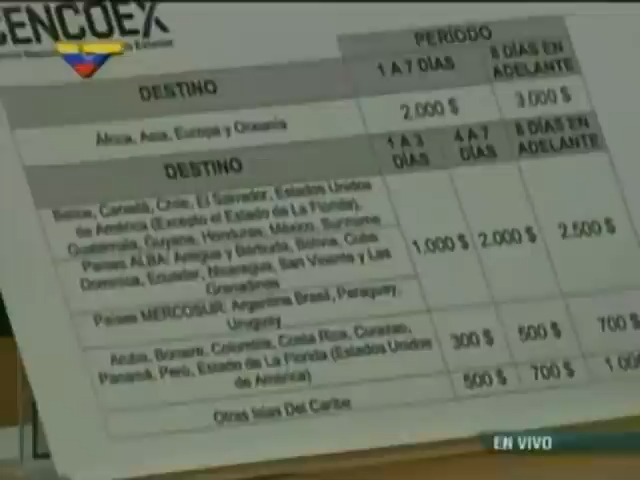 CENCOEX
PERÍODO
DESTINO
1 A 7 DÍAS
8 DÍAS EN
ADELANTE
África, Asia, Europa y Oceanía
2.000 $
3.000 $
DESTINO
1 A 3
DÍAS
4 A 7
DÍAS
8 DÍAS EN
ADELANTE
Belice, Canadá, Chile, El Salvador, Estados Unidos
de América (Excepto el Estado de La Florida),
Guatemala, Guyana, Honduras, México, Suriname
Países ALBA: Antigua y Barbuda, Bolivia, Cuba
Dominica, Ecuador, Nicaragua, San Vicente y Las
Granadinas
Países MERCOSUR: Argentina Brasil, Paraguay,
Uruguay
1.000 $
2.000 $
2.500 $
Aruba, Bonaire, Colombia, Costa Rica, Curazao,
Panamá, Perú, Estado de La Florida (Estados Unidos
de América)
300 $
500 $
700 $
Otras Islas Del Caribe
500 $
700 $
EN VIVO